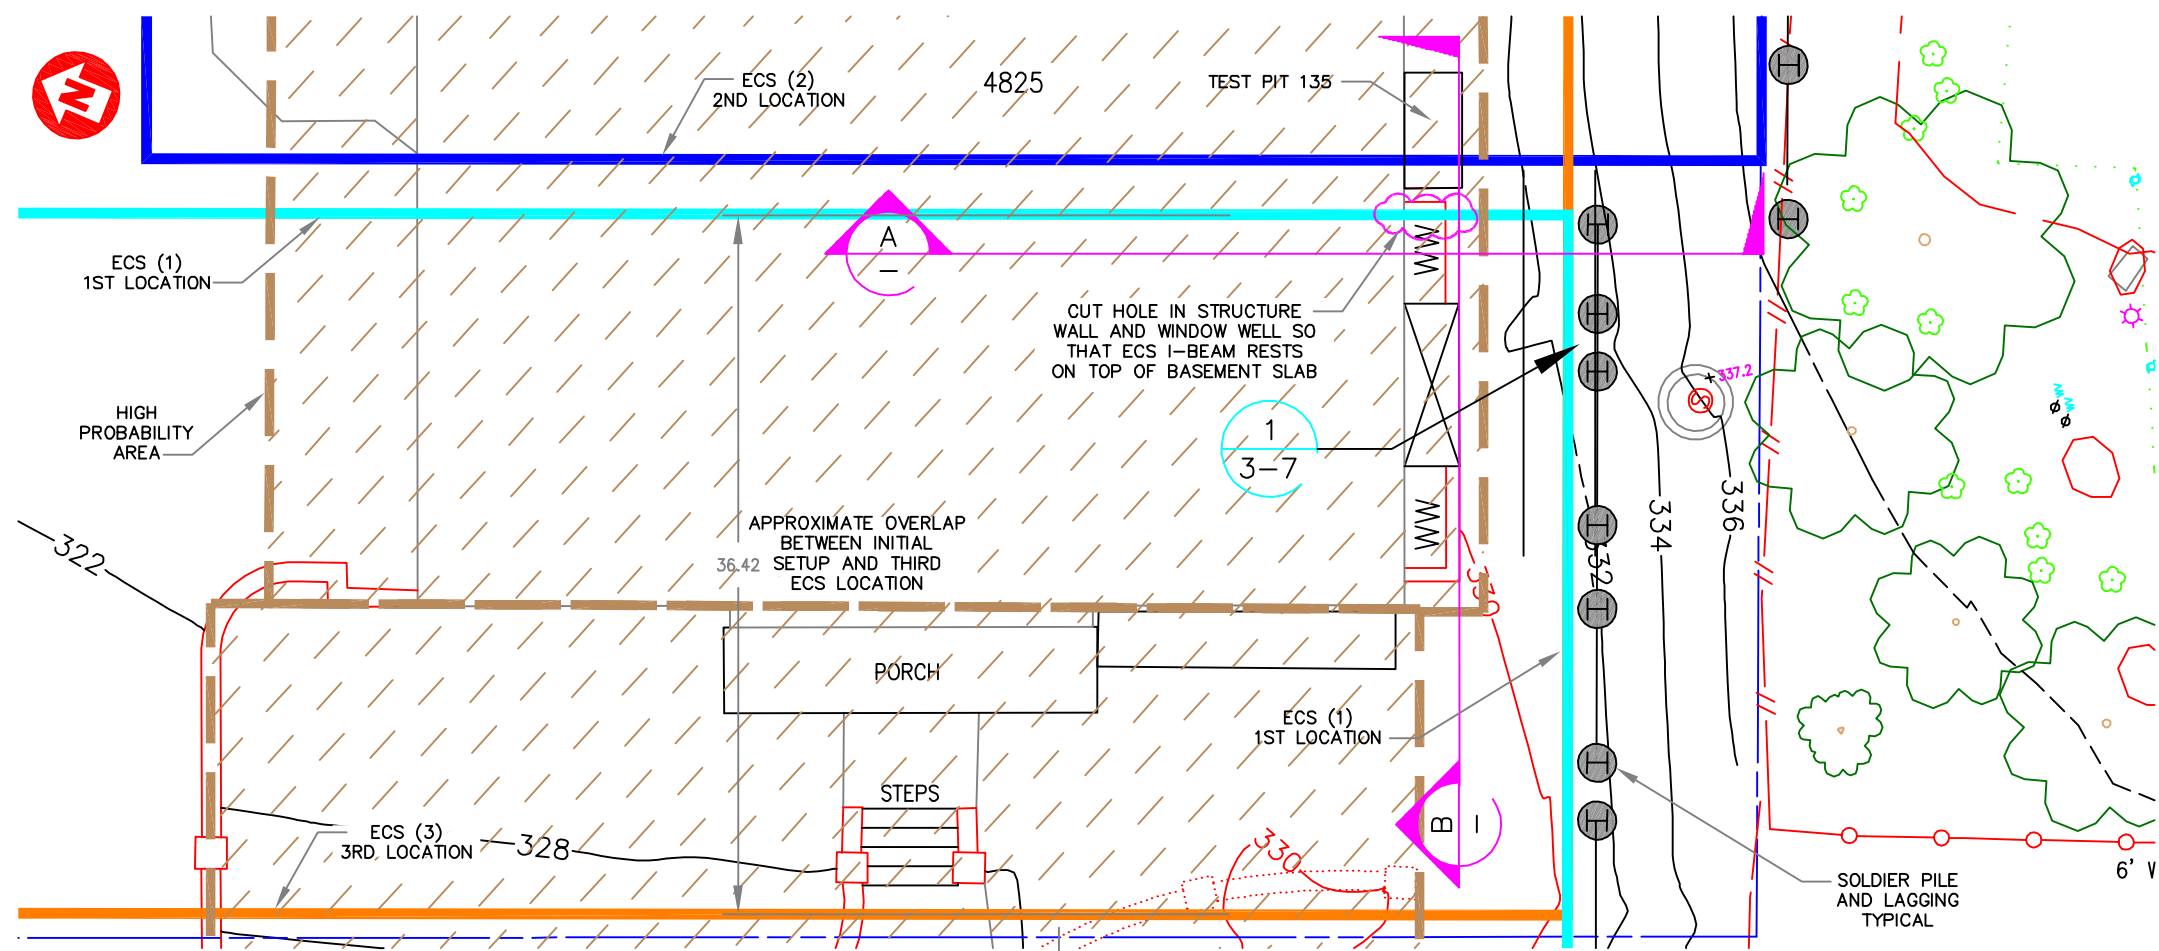 N
ECS (2)
2ND LOCATION
4825
TEST PIT 135
A
ECS (1)
1ST LOCATION
CUT HOLE IN STRUCTURE
WALL AND WINDOW WELL SO
THAT ECS I-BEAM RESTS
ON TOP OF BASEMENT SLAB
WW
337.2
S
HIGH
PROBABILITY
AREA
1
3-7
336
334
332
WW
322
APPROXIMATE OVERLAP
BETWEEN INITIAL
SETUP AND THIRD
ECS LOCATION
36.42
330
PORCH
ECS (1)
1ST LOCATION
STEPS
B
ECS (3)
3RD LOCATION
328
330
6' V
SOLDIER PILE
AND LAGGING
TYPICAL